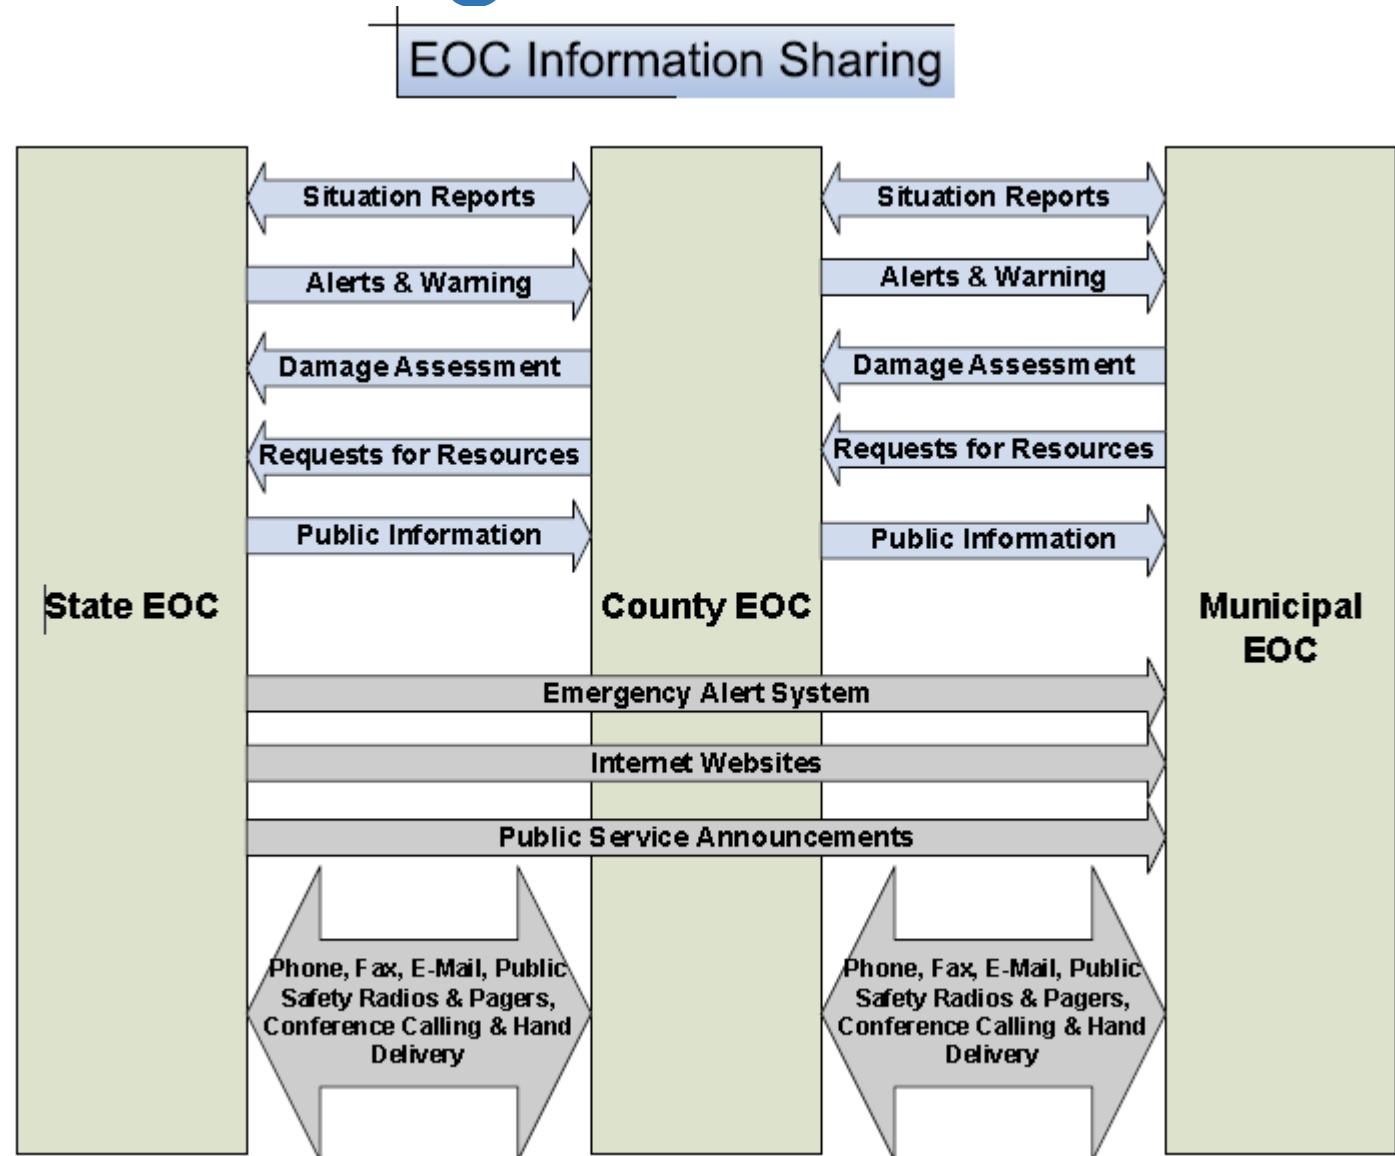 EOC Information Sharing
Situation Reports
Situation Reports
Alerts & Warning
Alerts & Warning
Damage Assessment
Damage Assessment
Requests for Resources
Requests for Resources
Public Information
Public Information
State EOC
County EOC
Municipal
EOC
Emergency Alert System
Internet Websites
Public Service Announcements
Phone, Fax, E-Mail, Public
Safety Radios & Pagers,
Conference Calling & Hand
Delivery
Phone, Fax, E-Mail, Public
Safety Radios & Pagers,
Conference Calling & Hand
Delivery